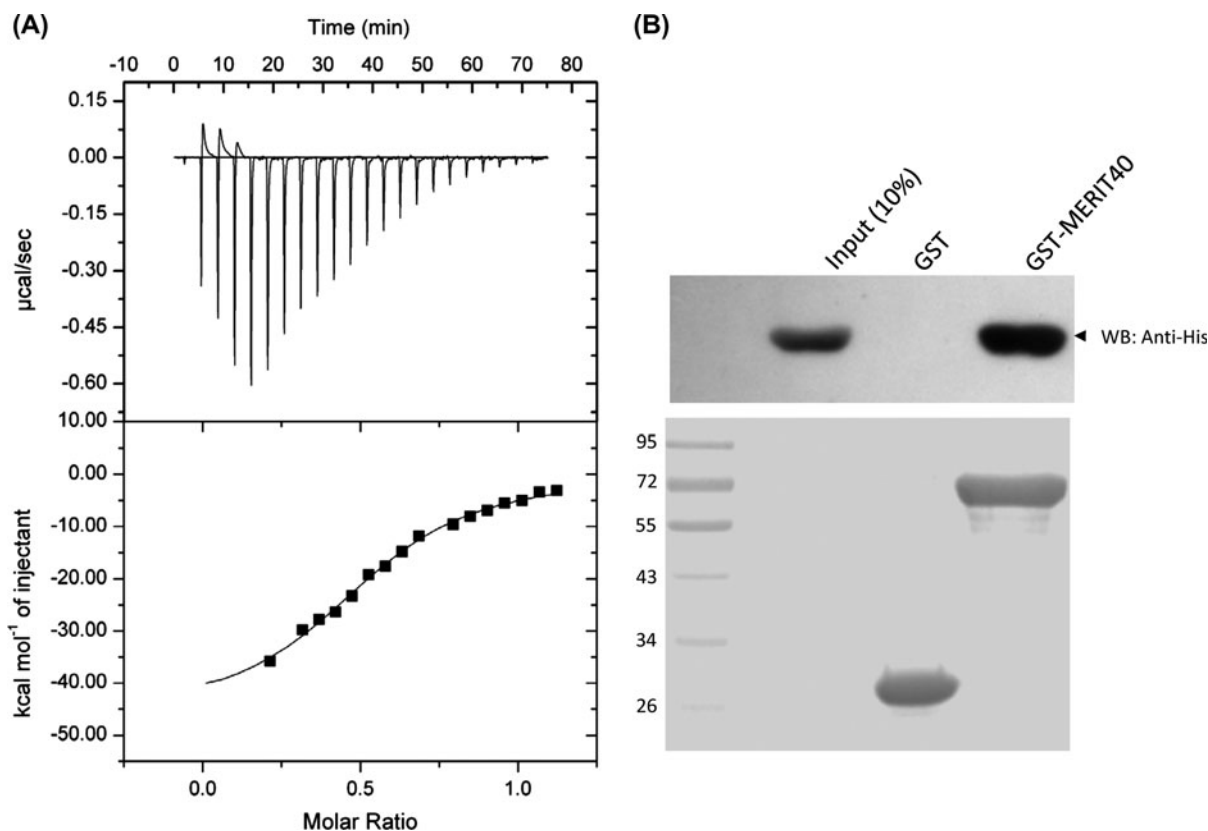 (A)
Time (min)
-10 0 10 20 30 40 50 60 70 80
0.15
0.00
-0.15
-0.30
-0.45
-0.60
µcal/sec
10.00
0.00
-10.00
-20.00
-30.00
-40.00
-50.00
kcal mol⁻¹ of injectant
0.0 0.5 1.0
Molar Ratio
(B)
Input (10%)
GST
GST-MERIT40
WB: Anti-His
95
72
55
43
34
26